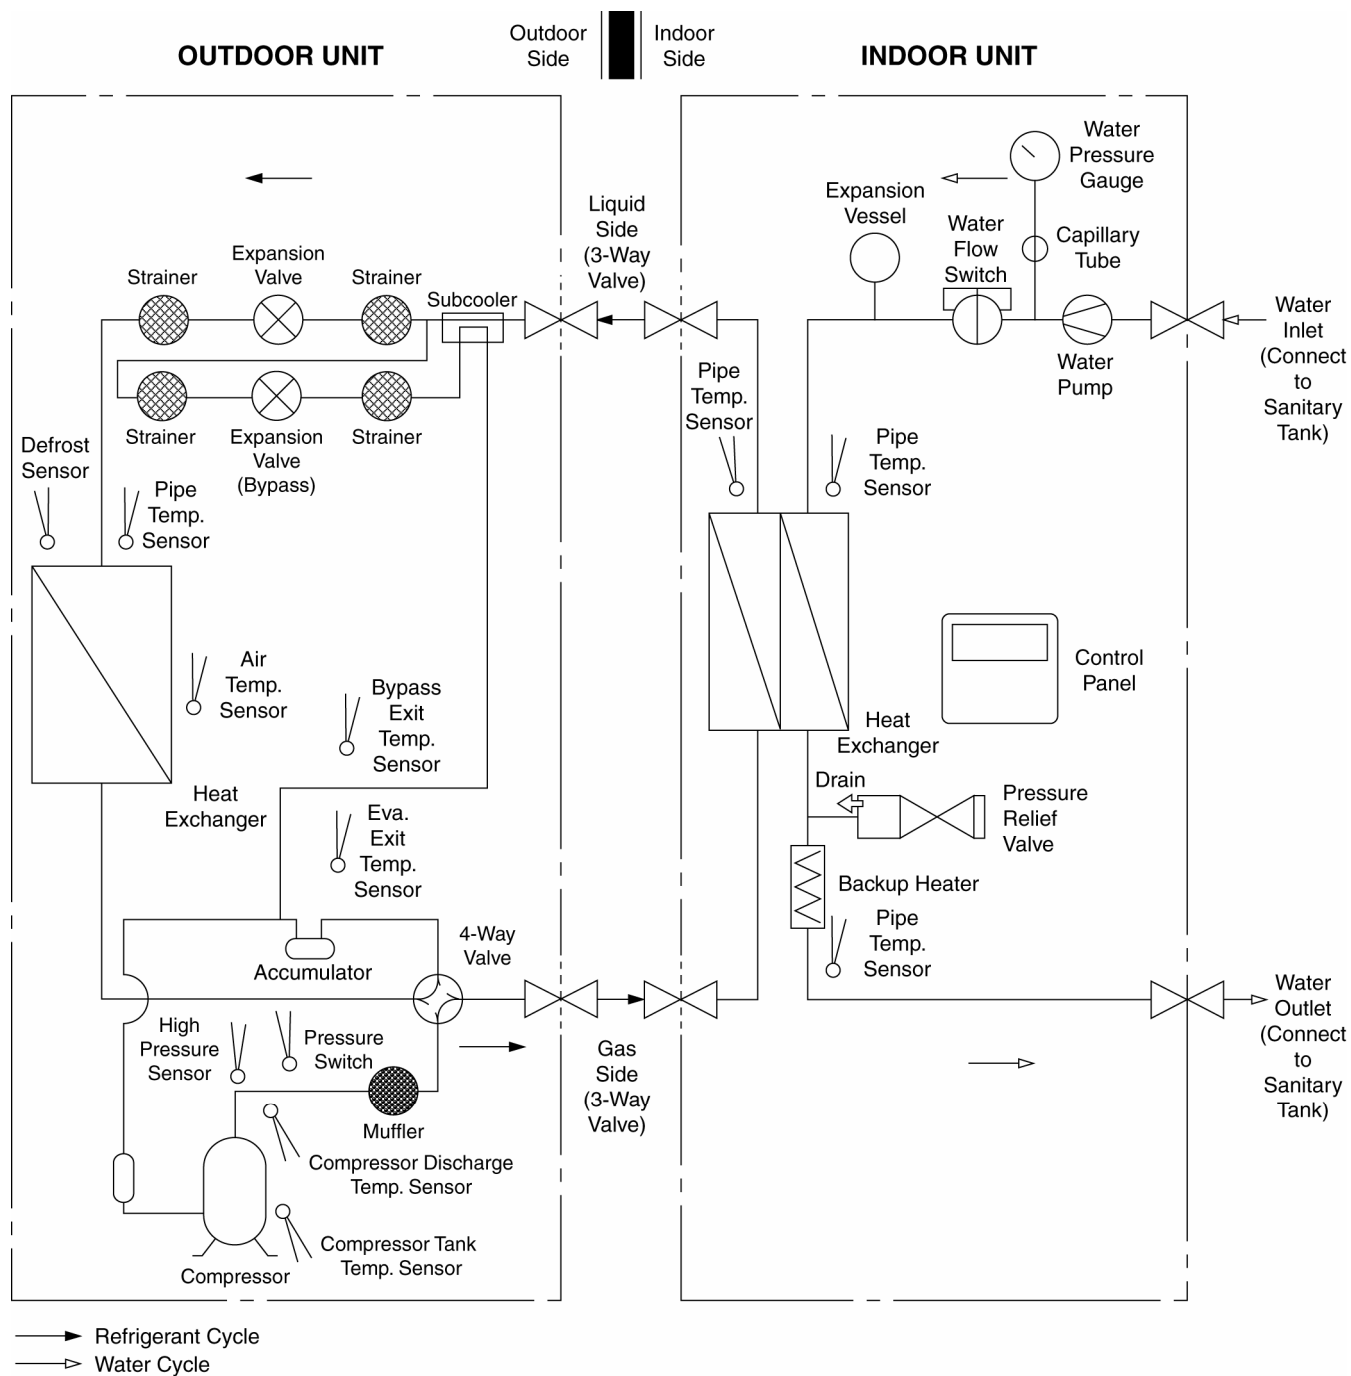 OUTDOOR UNIT
Outdoor
Side
Indoor
Side
INDOOR UNIT
Water
Pressure
Gauge
Expansion
Vessel
Water
Flow
Switch
Capillary
Tube
Liquid
Side
(3-Way
Valve)
Strainer
Expansion
Valve
Strainer
Subcooler
Water
Inlet
(Connect
to
Sanitary
Tank)
Water
Pump
Pipe
Temp.
Sensor
Strainer
Expansion
Valve
(Bypass)
Strainer
Defrost
Sensor
Pipe
Temp.
Sensor
Pipe
Temp.
Sensor
Air
Temp.
Sensor
Bypass
Exit
Temp.
Sensor
Control
Panel
Heat
Exchanger
Heat
Exchanger
Drain
Pressure
Relief
Valve
Eva.
Exit
Temp.
Sensor
Backup Heater
Pipe
Temp.
Sensor
4-Way
Valve
Accumulator
Water
Outlet
(Connect
to
Sanitary
Tank)
High
Pressure
Sensor
Pressure
Switch
Gas
Side
(3-Way
Valve)
Muffler
Compressor Discharge
Temp. Sensor
Compressor Tank
Temp. Sensor
Compressor
Refrigerant Cycle
Water Cycle